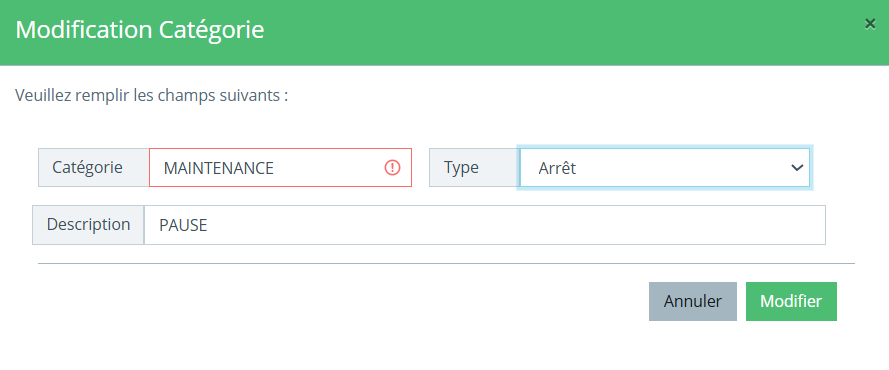 Modification Catégorie
×
Veuillez remplir les champs suivants :
Catégorie MAINTENANCE Type Arrêt
Description PAUSE
Annuler Modifier